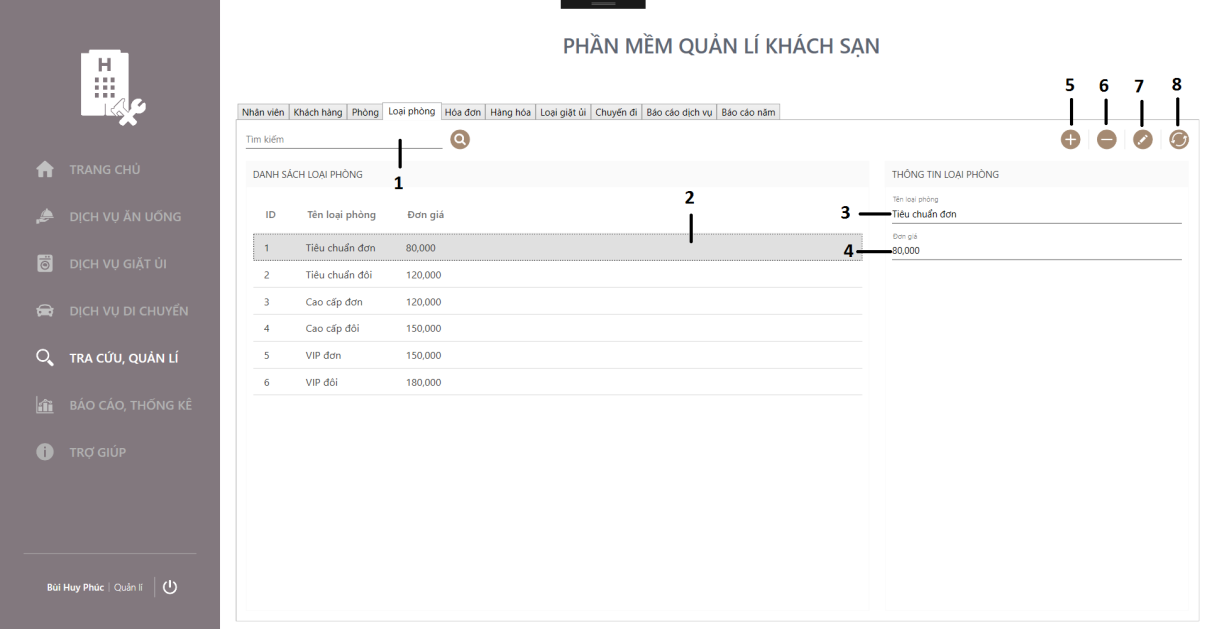 H
PHẦN MỀM QUẢN LÍ KHÁCH SẠN
5 6 7 8
Nhân viên Khách hàng Phòng Loại phòng Hóa đơn Hàng hóa Loại giặt ủi Chuyến đi Báo cáo dịch vụ Báo cáo năm
Tìm kiếm
1
TRANG CHỦ
DỊCH VỤ ĂN UỐNG
DỊCH VỤ GIẶT ỦI
DỊCH VỤ DI CHUYỂN
TRA CỨU, QUẢN LÍ
BÁO CÁO, THỐNG KÊ
TRỢ GIÚP
Bùi Huy Phúc | Quản lí
DANH SÁCH LOẠI PHÒNG
2
ID Tên loại phòng Đơn giá
1 Tiêu chuẩn đơn 80,000
2 Tiêu chuẩn đôi 120,000
3 Cao cấp đơn 120,000
4 Cao cấp đôi 150,000
5 VIP đơn 150,000
6 VIP đôi 180,000
THÔNG TIN LOẠI PHÒNG
Tên loại phòng
3 Tiêu chuẩn đơn
Đơn giá
4 80,000